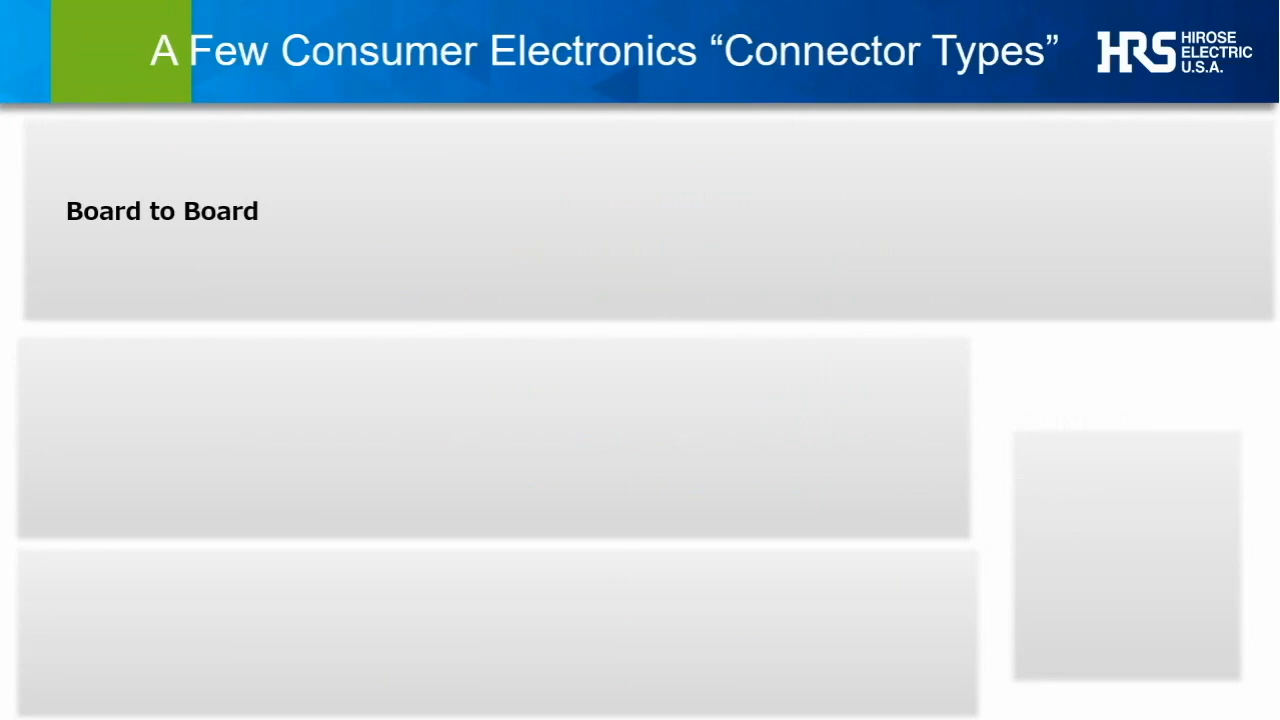 A Few Consumer Electronics “Connector Types”
HRS
HIROSE
ELECTRIC
U.S.A.
Board to Board